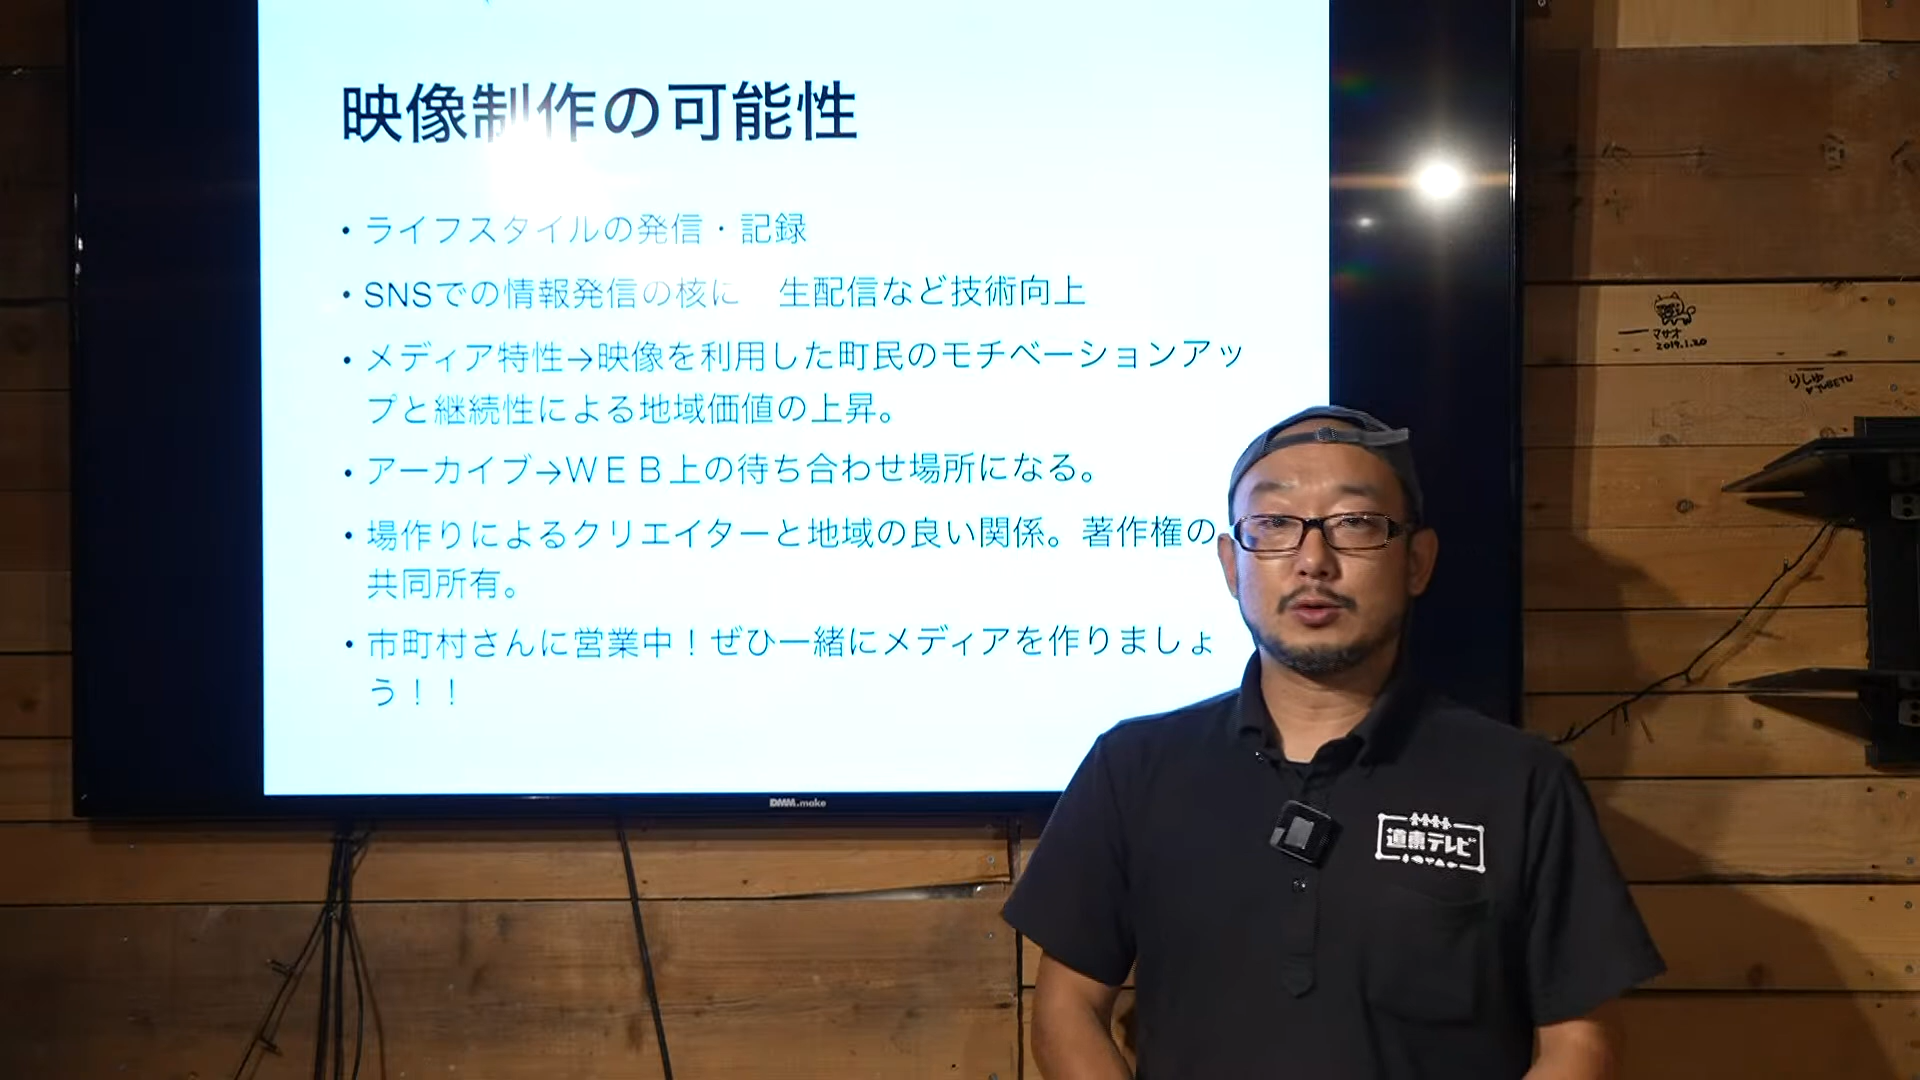 映像制作の可能性
・ライフスタイルの発信・記録
・SNSでの情報発信の核に　生配信など技術向上
・メディア特性→映像を利用した町民のモチベーションアッ
プと継続性による地域価値の上昇。
・アーカイブ→ＷＥＢ上の待ち合わせ場所になる。
・場作りによるクリエイターと地域の良い関係。著作権の
共同所有。
・市町村さんに営業中！ぜひ一緒にメディアを作りましょ
う！！
DMM.make
道東テレビ
マサオ
2019.1.20